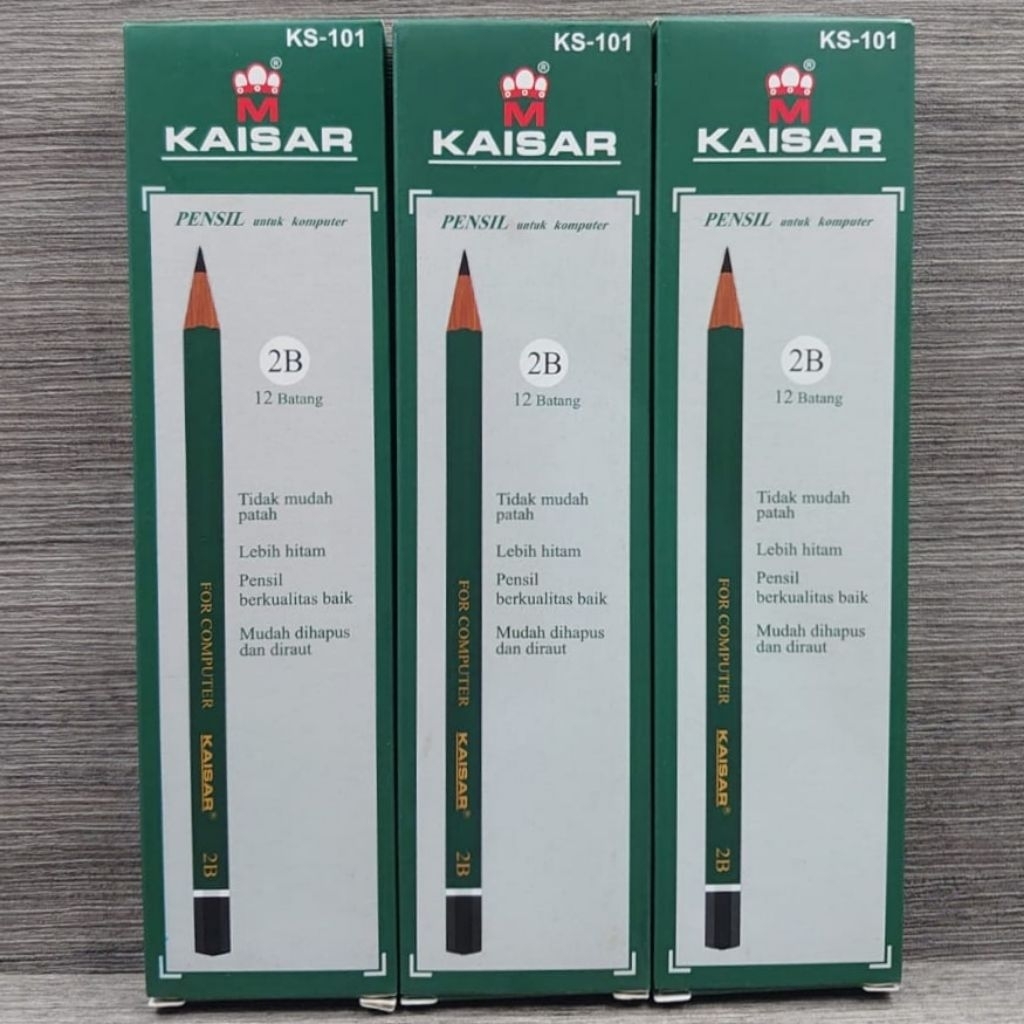 KS-101
M
®
KAISAR
PENSIL untuk komputer
2B
12 Batang
Tidak mudah
patah
Lebih hitam
Pensil
berkualitas baik
Mudah dihapus
dan diraut
FOR COMPUTER KAISAR® 2B
KS-101
M
®
KAISAR
PENSIL untuk komputer
2B
12 Batang
Tidak mudah
patah
Lebih hitam
Pensil
berkualitas baik
Mudah dihapus
dan diraut
FOR COMPUTER KAISAR® 2B
KS-101
M
®
KAISAR
PENSIL untuk komputer
2B
12 Batang
Tidak mudah
patah
Lebih hitam
Pensil
berkualitas baik
Mudah dihapus
dan diraut
FOR COMPUTER KAISAR® 2B